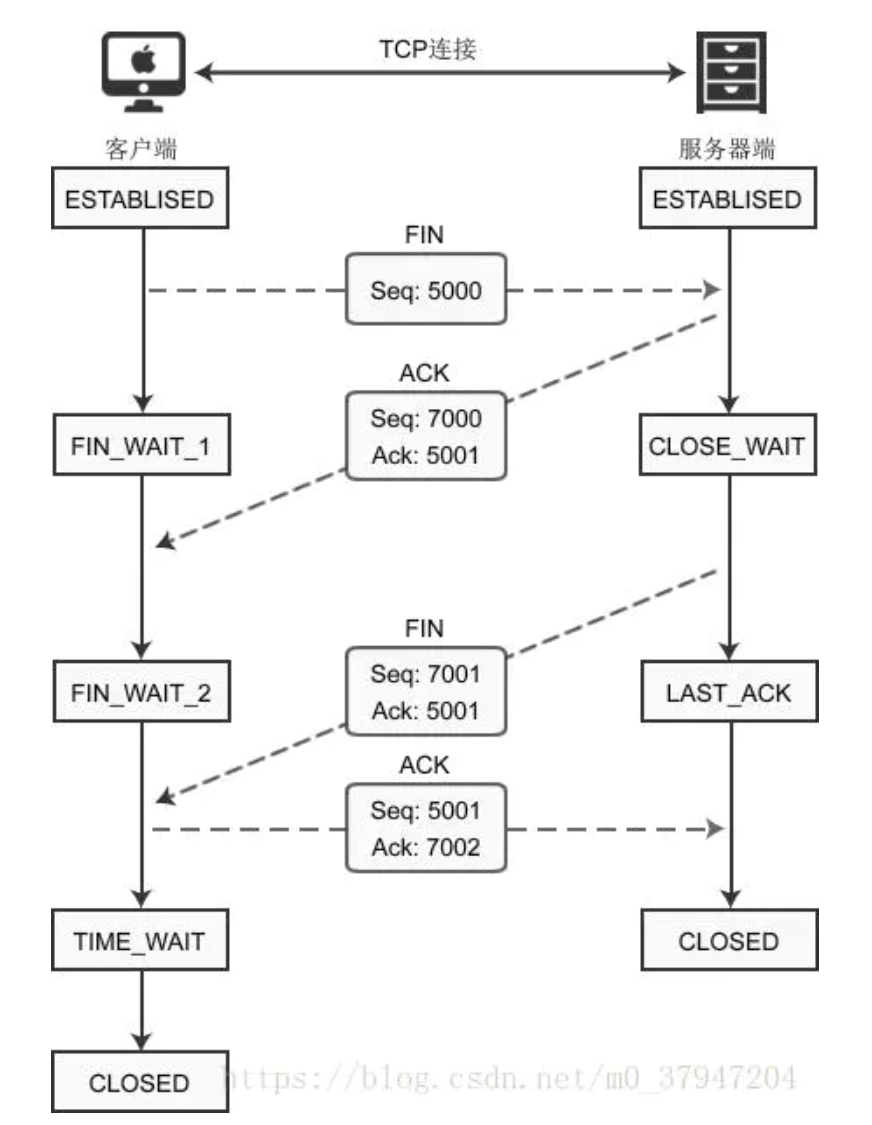 TCP连接
客户端
服务器端
ESTABLISED
ESTABLISED
FIN
Seq: 5000
ACK
Seq: 7000
Ack: 5001
FIN_WAIT_1
CLOSE_WAIT
FIN
Seq: 7001
Ack: 5001
FIN_WAIT_2
LAST_ACK
ACK
Seq: 5001
Ack: 7002
TIME_WAIT
CLOSED
CLOSED
https://blog.csdn.net/m0_37947204